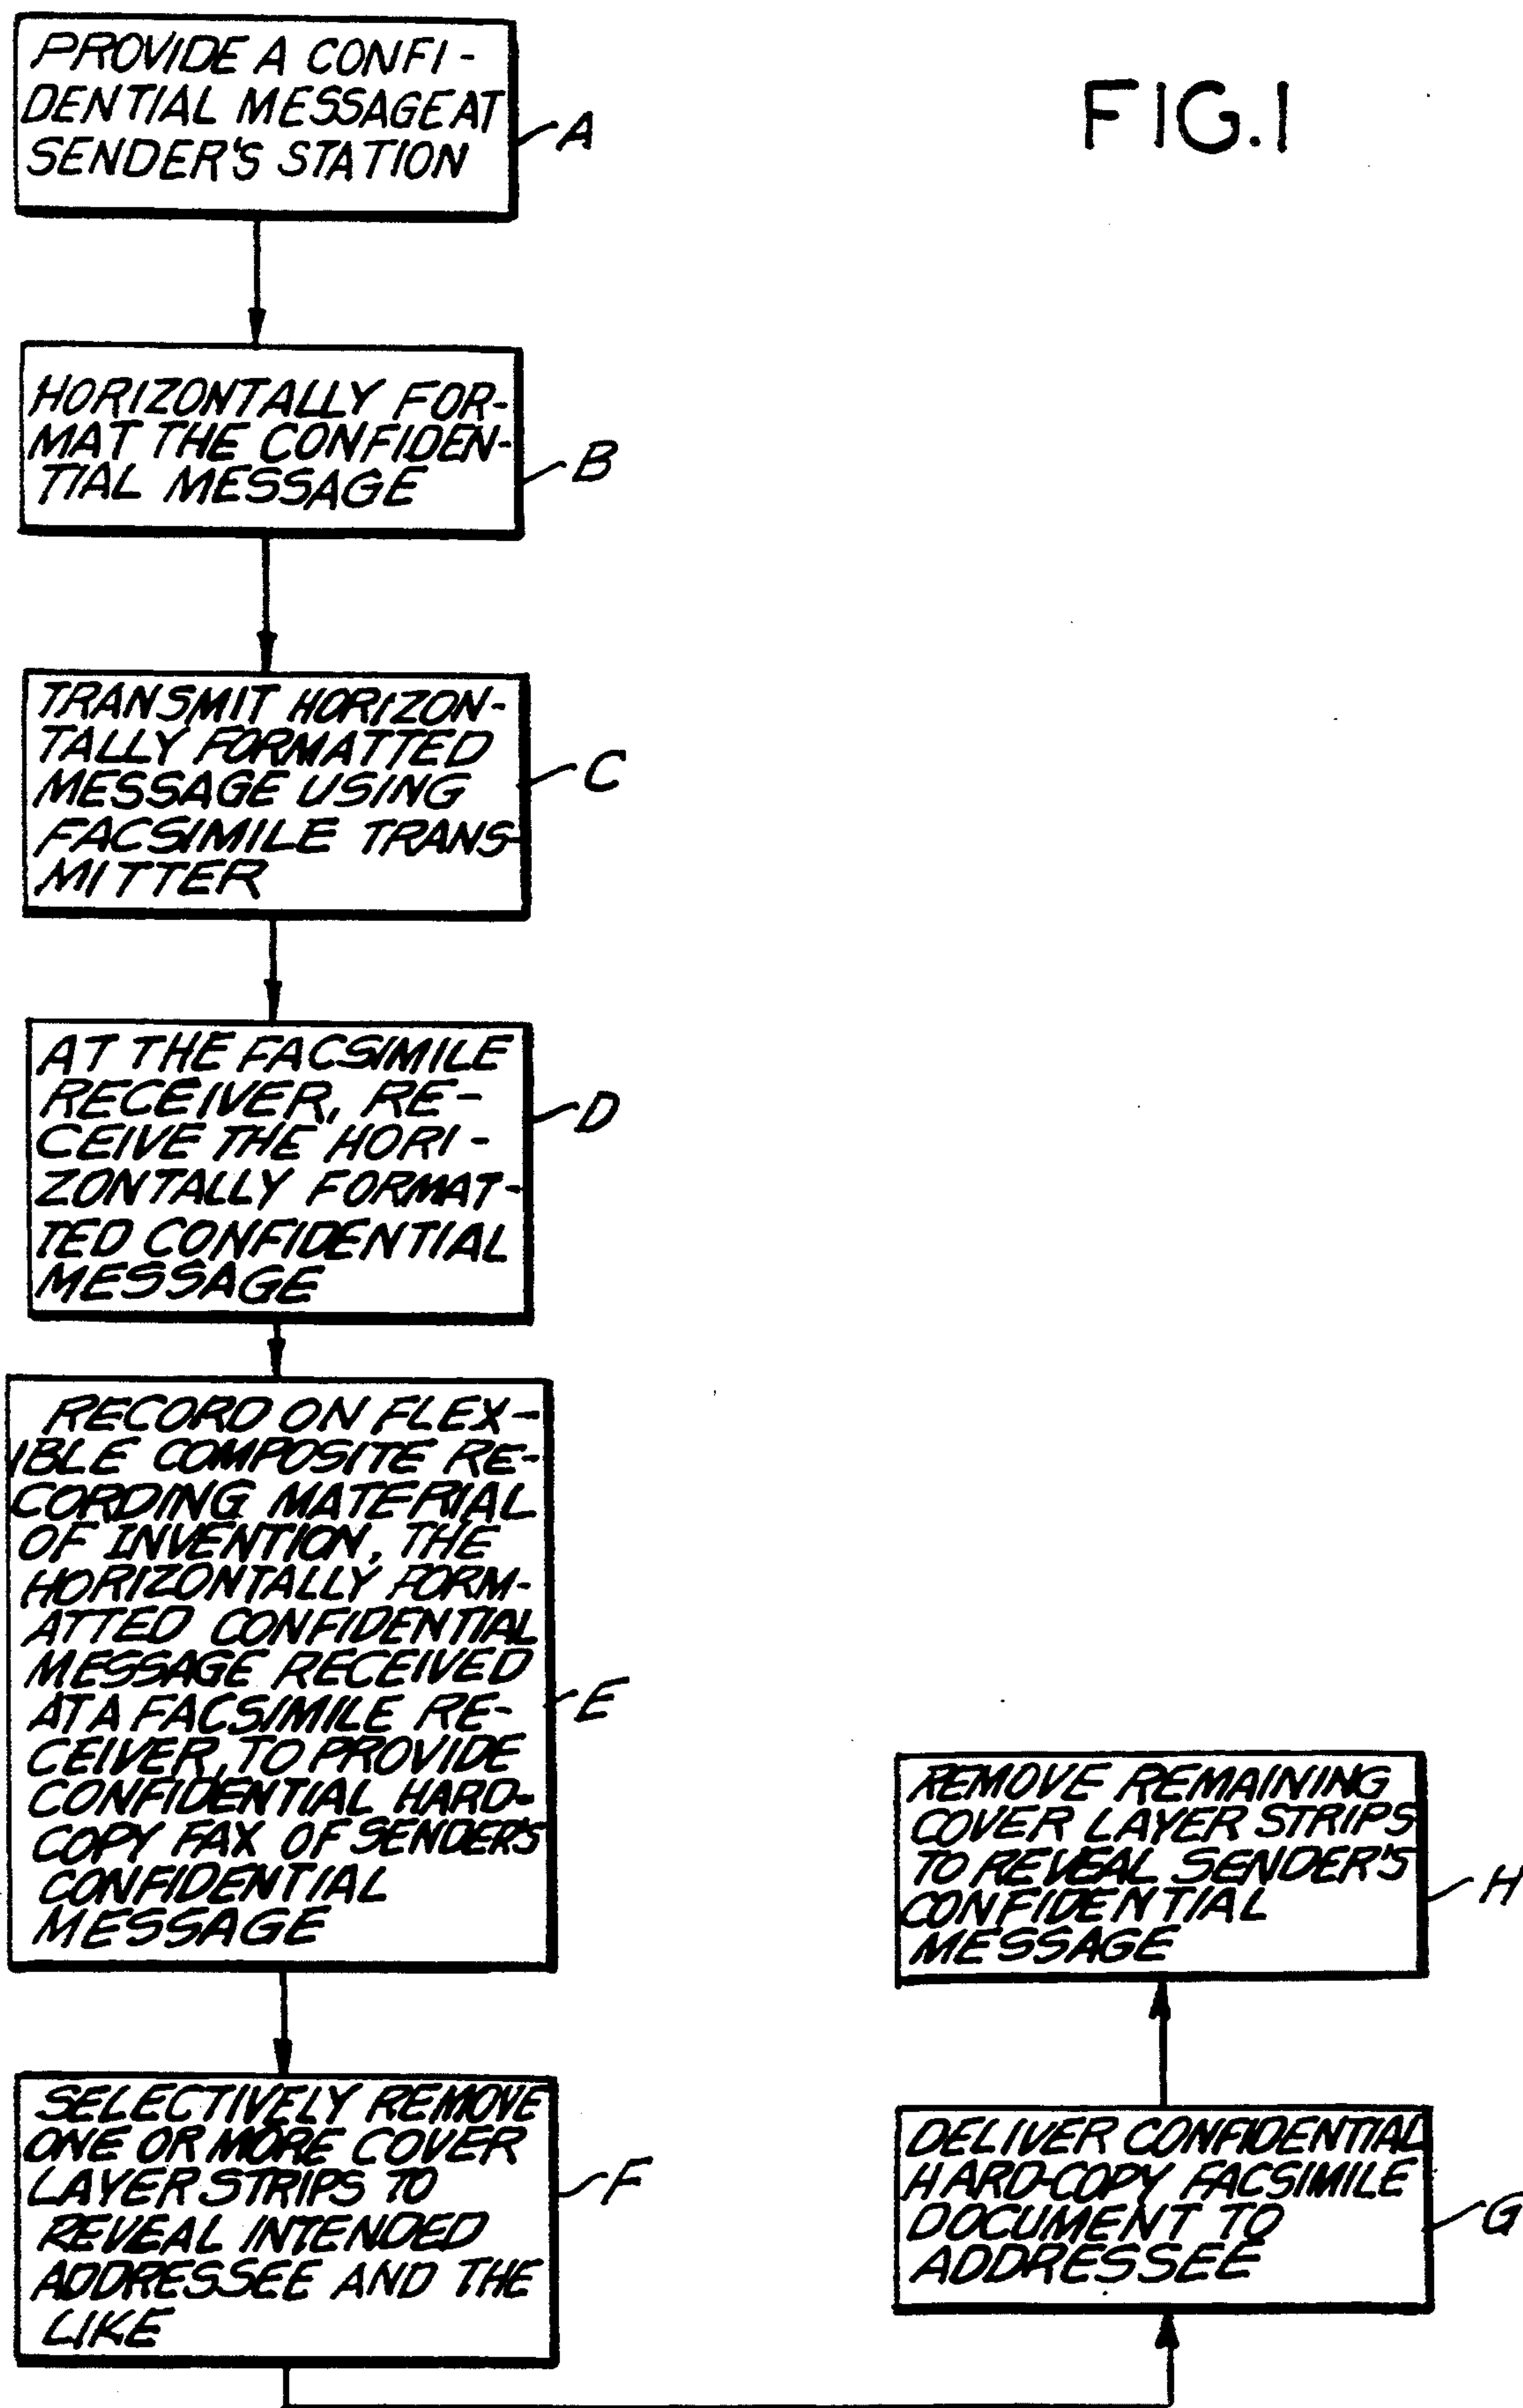 FIG.1
PROVIDE A CONFI-
DENTIAL MESSAGE AT
SENDER'S STATION
A
HORIZONTALLY FOR-
MAT THE CONFIDEN-
TIAL MESSAGE
B
TRANSMIT HORIZON-
TALLY FORMATTED
MESSAGE USING
FACSIMILE TRANS-
MITTER
C
AT THE FACSIMILE
RECEIVER, RE-
CEIVE THE HORI-
ZONTALLY FORMAT-
TED CONFIDENTIAL
MESSAGE
D
RECORD ON FLEX-
IBLE COMPOSITE RE-
CORDING MATERIAL
OF INVENTION, THE
HORIZONTALLY FORM-
ATTED CONFIDENTIAL
MESSAGE RECEIVED
AT A FACSIMILE RE-
CEIVER, TO PROVIDE
CONFIDENTIAL HARD-
COPY FAX OF SENDER'S
CONFIDENTIAL
MESSAGE
E
SELECTIVELY REMOVE
ONE OR MORE COVER
LAYER STRIPS TO
REVEAL INTENDED
ADDRESSEE AND THE
LIKE
F
DELIVER CONFIDENTIAL
HARD-COPY FACSIMILE
DOCUMENT TO
ADDRESSEE
G
REMOVE REMAINING
COVER LAYER STRIPS
TO REVEAL SENDER'S
CONFIDENTIAL
MESSAGE
H